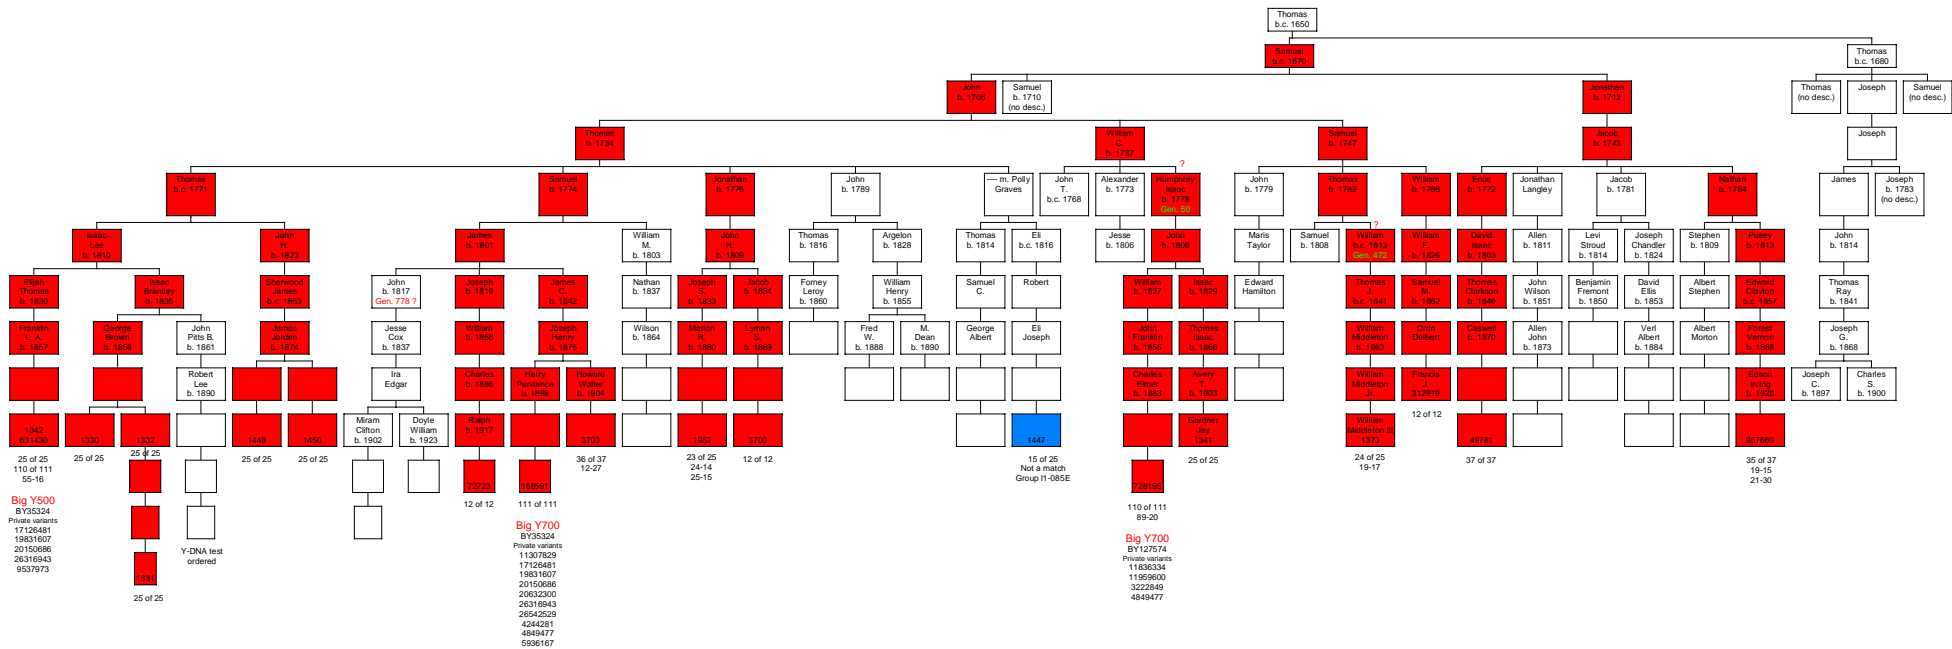 Thomas
b.c. 1650
Samuel
b.c. 1670
Thomas
b.c. 1680
John
b. 1706
Samuel
b. 1710
(no desc.)
Jonathan
b. 1712
Thomas
(no desc.)
Joseph
Samuel
(no desc.)
Thomas
b. 1734
William
C.
b. 1737
Samuel
b. 1747
Jacob
b. 1743
Joseph
?
Thomas
b.c. 1771
Samuel
b. 1774
Jonathen
b. 1776
John
b. 1789
---- m. Polly
Graves
John
T.
b.c. 1768
Alexander
b. 1773
Humphrey
Isaac
b. 1778
Gen. 50
John
b. 1779
Thomas
b. 1782
William
b. 1786
Enos
b. 1772
Jonathan
Langley
Jacob
b. 1781
Nathan
b. 1784
James
Joseph
b. 1783
(no desc.)
?
Isaac
Lee
b. 1810
John
H.
b. 1823
James
b. 1801
William
M.
b. 1803
John
H.
b. 1809
Thomas
b. 1816
Argelon
b. 1828
Thomas
b. 1814
Eli
b.c. 1816
Jesse
b. 1806
John
b. 1806
Maris
Taylor
Samuel
b. 1808
William
b.c. 1813
Gen. 472
William
F.
b. 1826
David
Isaac
b. 1803
Allen
b. 1811
Levi
Stroud
b. 1814
Joseph
Chandler
b. 1824
Stephen
b. 1809
Pusey
b. 1813
John
b. 1814
Elijah
Thomas
b. 1830
Isaac
Brantley
b. 1835
Sherwood
James
b.c. 1853
John
b. 1817
Gen. 778 ?
Joseph
b. 1819
James
C.
b. 1842
Nathan
b. 1837
Joseph
S.
b. 1833
Jacob
b. 1834
Forney
Leroy
b. 1860
William
Henry
b. 1855
Samuel
C.
Robert
William
b. 1827
Isaac
b. 1829
Edward
Hamilton
Thomas
J.
b.c. 1841
Samuel
M.
b. 1862
Thomas
Clarkson
b. 1846
John
Wilson
b. 1851
Benjamin
Fremont
b. 1850
David
Ellis
b. 1853
Albert
Stephen
Edward
Clayton
b.c. 1857
Thomas
Ray
b. 1841
Franklin
L. A.
b. 1857
George
Brown
b. 1858
John
Pitts B.
b. 1861
James
Jorden
b. 1874
Jesse
Cox
b. 1837
William
b. 1856
Joseph
Henry
b. 1875
Wilson
b. 1864
Marion
R.
b. 1880
Lyman
S.
b. 1869
Fred
W.
b. 1888
M.
Dean
b. 1890
George
Albert
Eli
Joseph
John
Franklin
b. 1855
Thomas
Isaac
b. 1866
William
Middleton
b. 1863
Orrin
Delbert
Caswell
b. 1870
Allen
John
b. 1873
Verl
Albert
b. 1884
Albert
Morton
Forest
Vernon
b. 1888
Joseph
G.
b. 1868
Robert
Lee
b. 1890
Ira
Edgar
Charles
b. 1886
Harry
Purviance
b. 1898
Howard
Walter
b. 1904
Charles
Elmer
b. 1883
Avery
T.
b. 1903
William
Middleton
Jr.
Francis
J.
312919
Edson
Irving
b. 1928
Joseph
C.
b. 1897
Charles
S.
b. 1900
12 of 12
1342
631430
1330
1332
1448
1450
Miram
Clifton
b. 1902
Doyle
William
b. 1923
Ralph
b. 1917
3703
1952
3700
1447
Gardner
Jay
1341
William
Middleton III
1573
49781
957660
25 of 25
110 of 111
55-16
25 of 25
25 of 25
25 of 25
25 of 25
36 of 37
12-27
23 of 25
24-14
25-15
12 of 12
15 of 25
Not a match
Group I1-085E
25 of 25
24 of 25
19-17
37 of 37
35 of 37
19-15
21-30
72723
12 of 12
168591
111 of 111
728195
110 of 111
89-20
Big Y500
BY35324
Private variants
17126481
19831607
20150686
26316943
9537973
1331
25 of 25
Y-DNA test
ordered
Big Y700
BY35324
Private variants
11307829
17126481
19831607
20150686
20632300
26316943
26542529
4244281
4849477
5936167
Big Y700
BY127574
Private variants
11836334
11959600
3222849
4849477